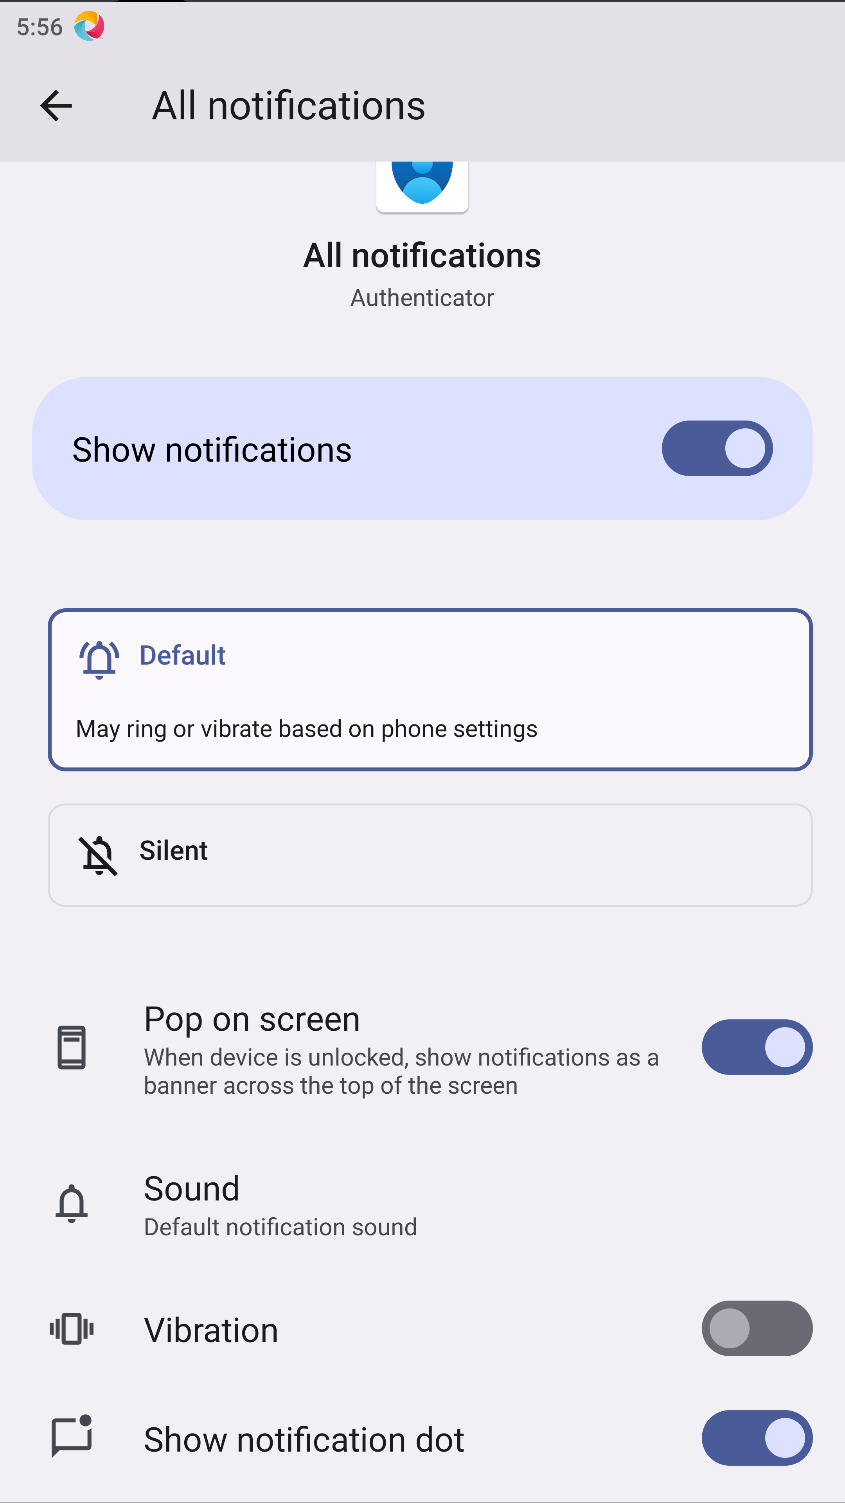 5:56
All notifications
All notifications
Authenticator
Show notifications
Default
May ring or vibrate based on phone settings
Silent
Pop on screen
When device is unlocked, show notifications as a
banner across the top of the screen
Sound
Default notification sound
Vibration
Show notification dot